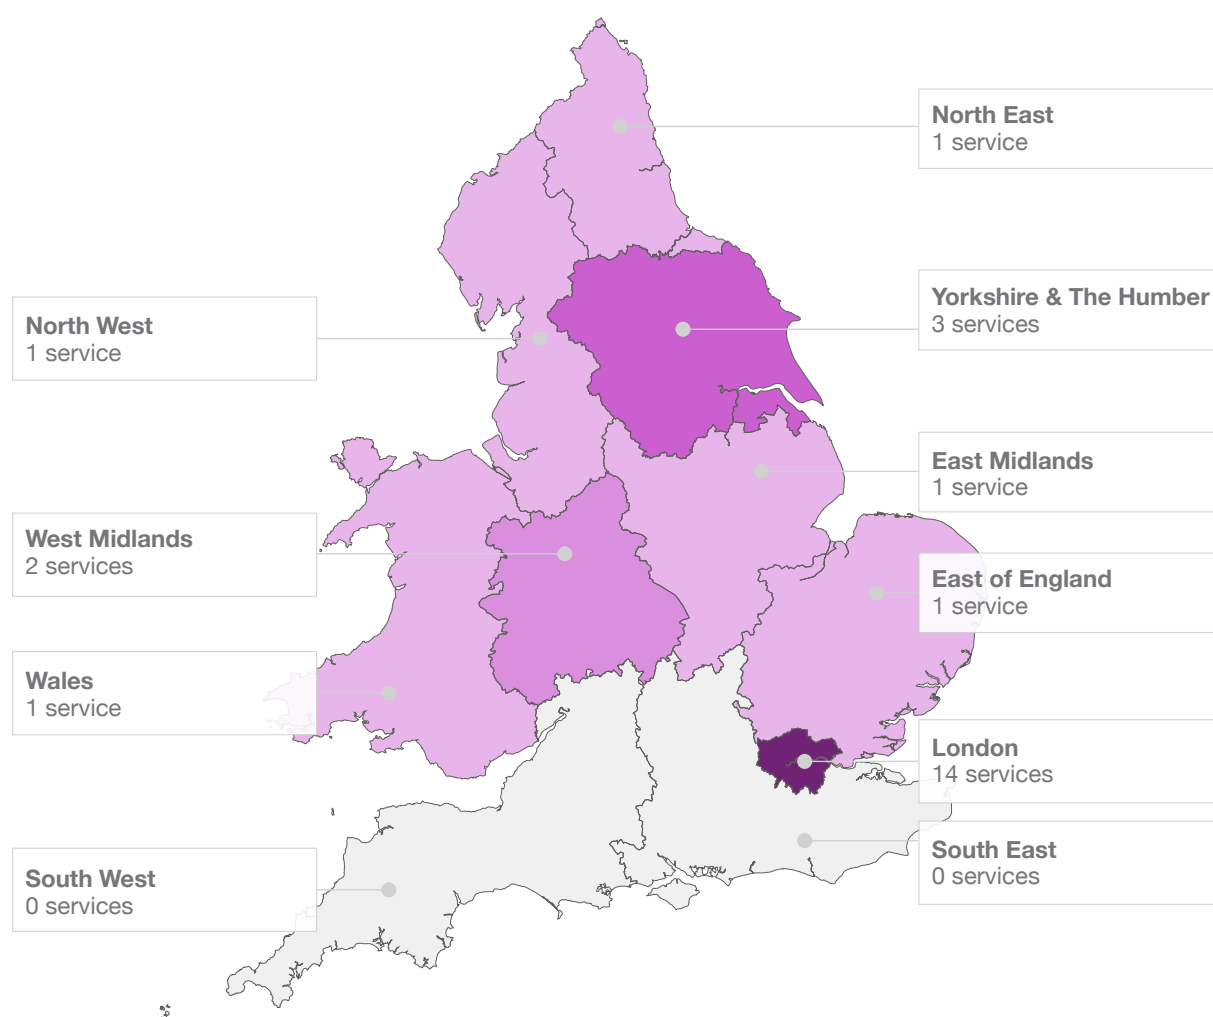 North East
1 service
Yorkshire & The Humber
3 services
North West
1 service
East Midlands
1 service
West Midlands
2 services
East of England
1 service
Wales
1 service
London
14 services
South East
0 services
South West
0 services